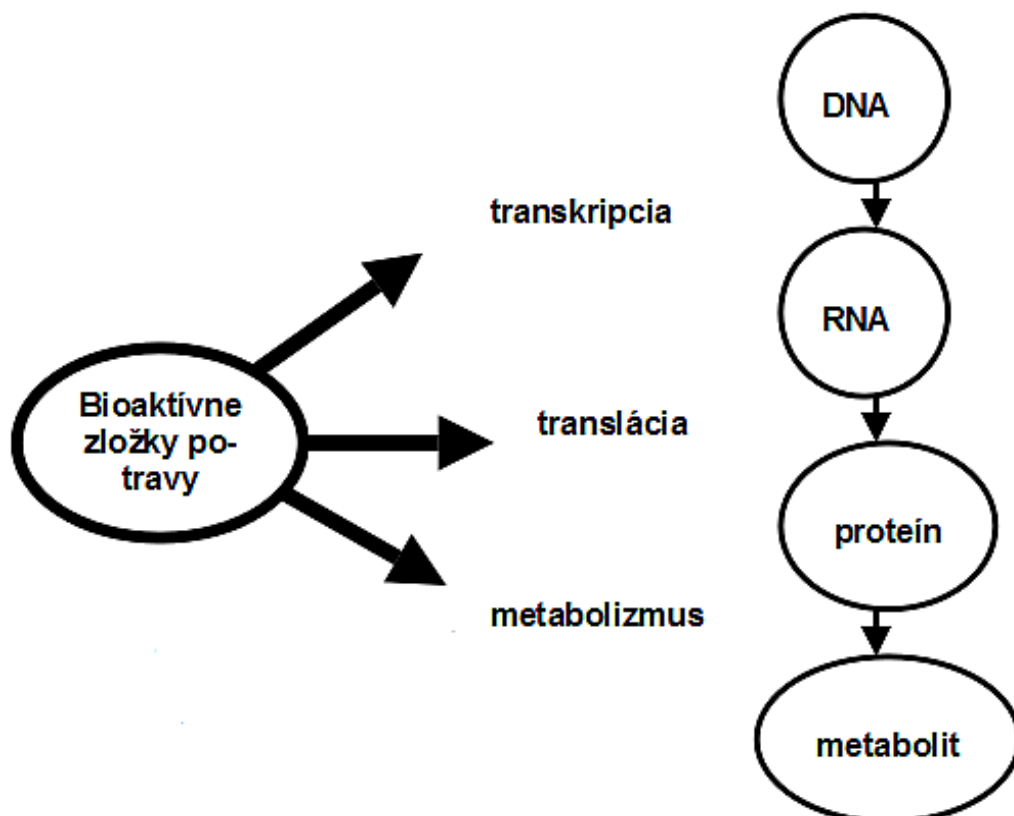 DNA
transkripcia
RNA
Bioaktívne
zložky po-
travy
translácia
proteín
metabolizmus
metabolit